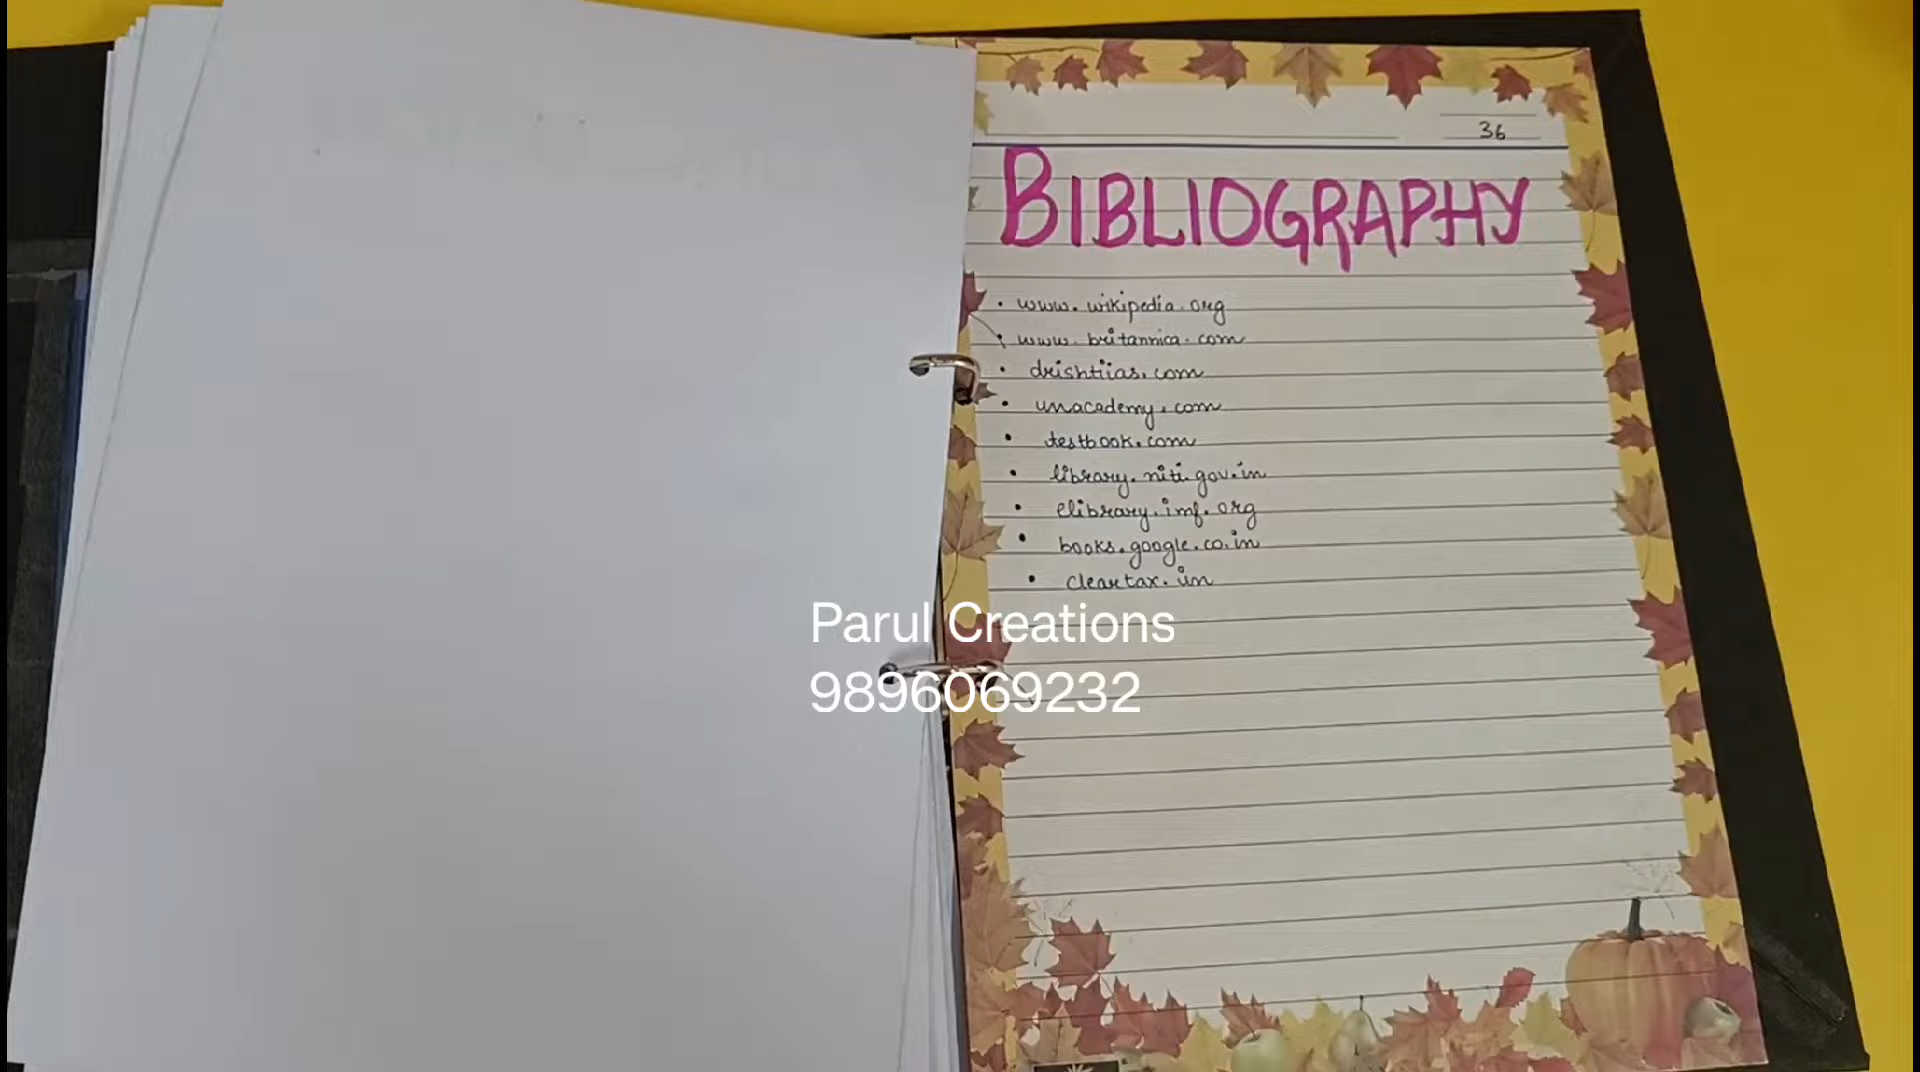 36
BIBLIOGRAPHY
• www.wikipedia.org
• www.britannica.com
• drishtiias.com
• unacademy.com
• testbook.com
• library.niti.gov.in
• elibrary.imf.org
• books.google.co.in
• cleartax.in
Parul Creations
9896069232